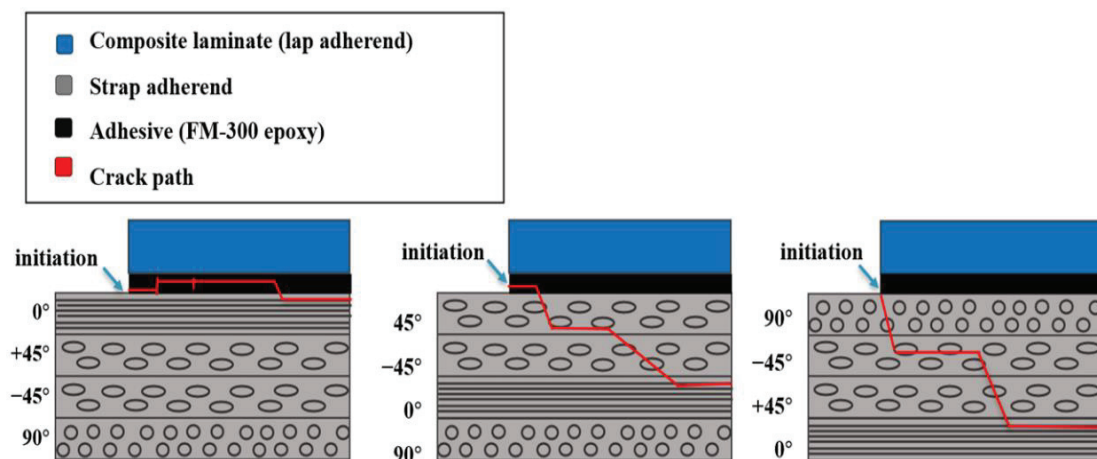 Composite laminate (lap adherend)
Strap adherend
Adhesive (FM-300 epoxy)
Crack path
initiation
0°
+45°
−45°
90°
initiation
45°
−45°
0°
90°
initiation
90°
−45°
+45°
0°